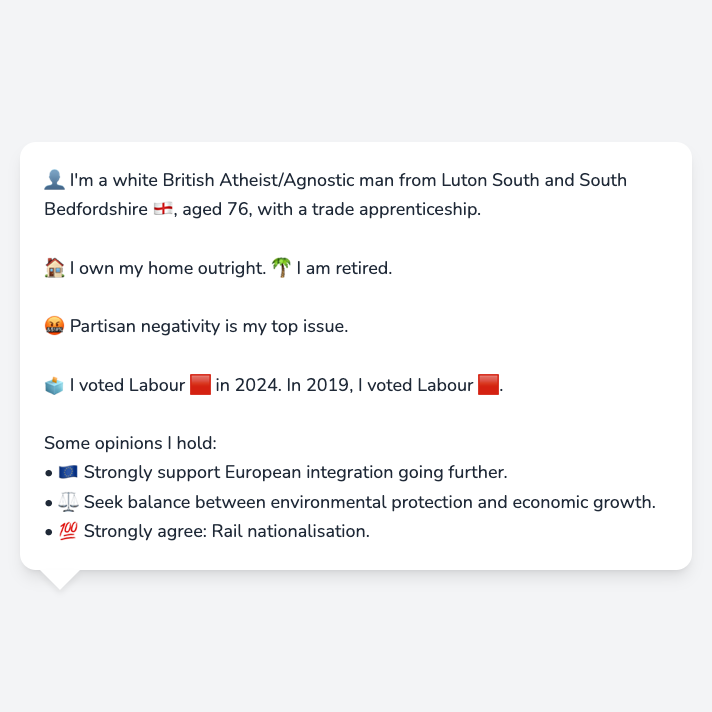 👤 I'm a white British Atheist/Agnostic man from Luton South and South
Bedfordshire 🏴󠁧󠁢󠁥󠁮󠁧󠁿, aged 76, with a trade apprenticeship.
🏠 I own my home outright. 🌴 I am retired.
🤬 Partisan negativity is my top issue.
🗳️ I voted Labour 🟥 in 2024. In 2019, I voted Labour 🟥.
Some opinions I hold:
• 🇪🇺 Strongly support European integration going further.
• ⚖️ Seek balance between environmental protection and economic growth.
• 💯 Strongly agree: Rail nationalisation.